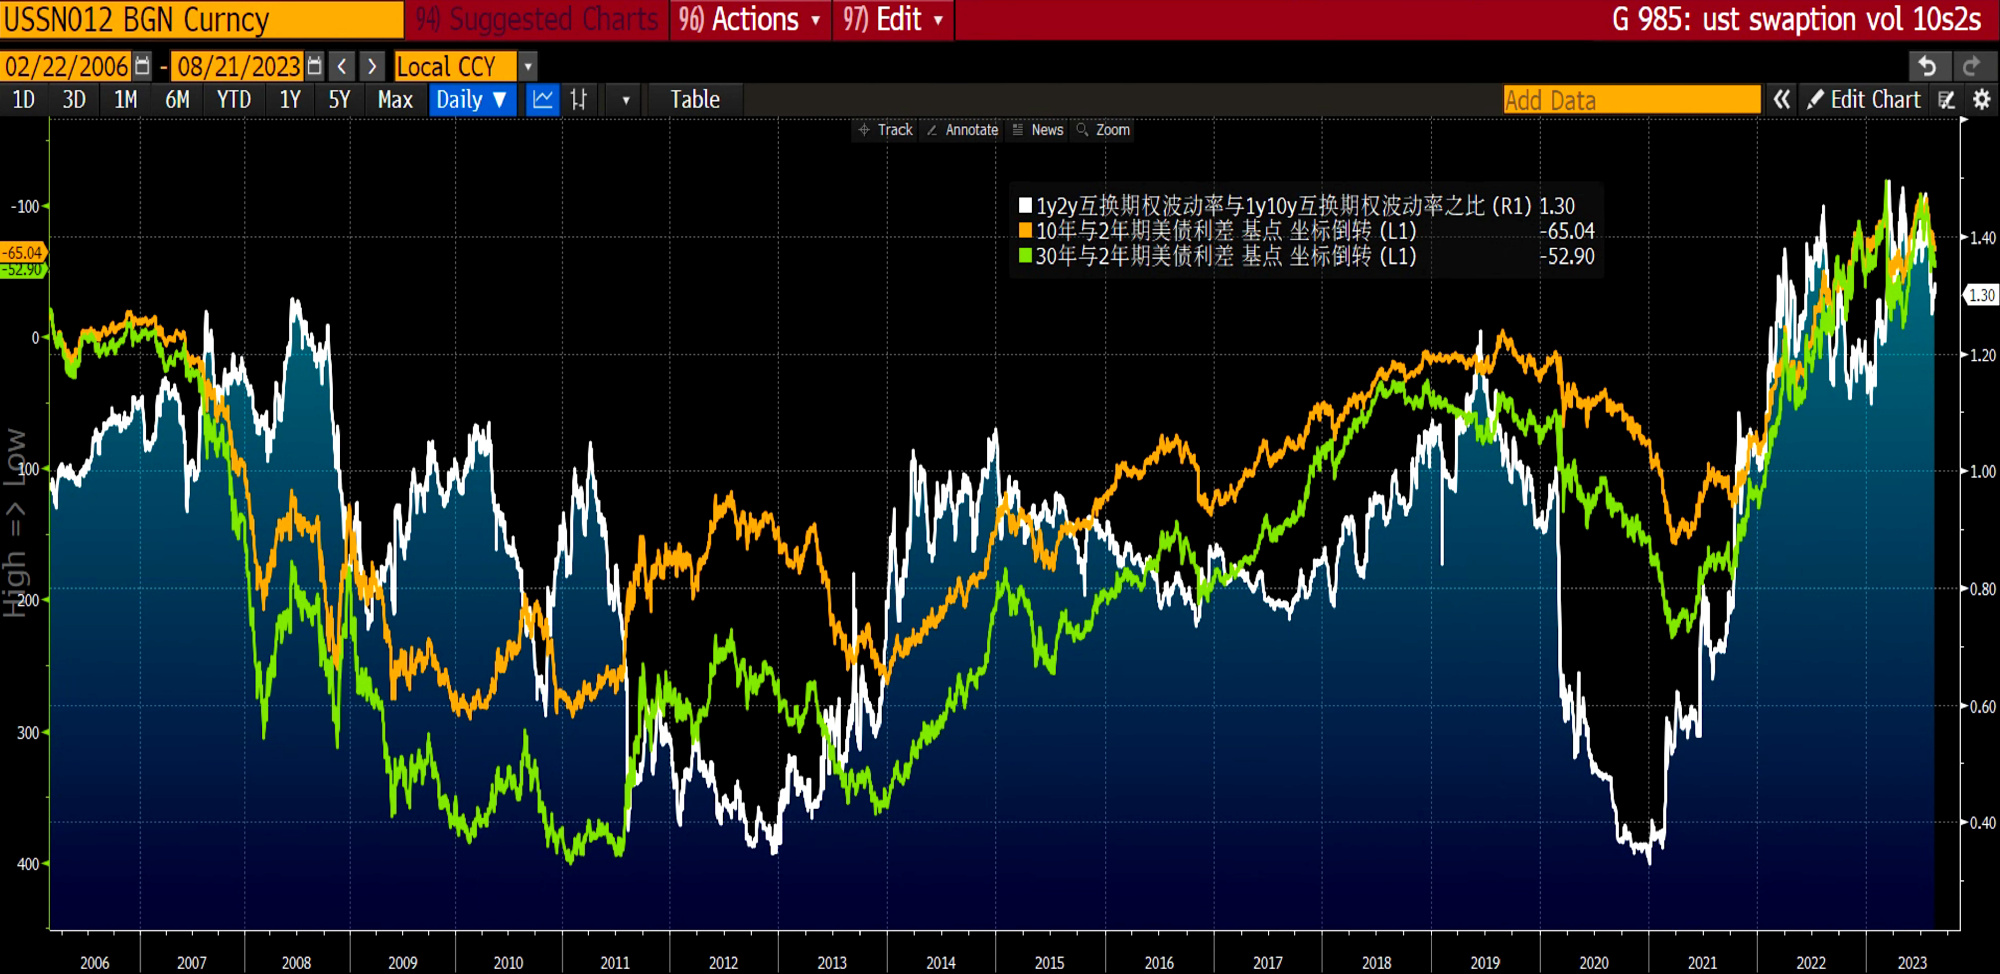 USSN012 BGN Curncy 94) Suggested Charts 96) Actions 97) Edit G 985: ust swaption vol 10s2s
02/22/2006 - 08/21/2023 Local CCY
1D 3D 1M 6M YTD 1Y 5Y Max Daily Table Add Data Edit Chart
Track Annotate News Zoom
1y2y互换期权波动率与1y10y互换期权波动率之比 (R1) 1.30
10年与2年期美债利差 基点 坐标倒转 (L1) -65.04
30年与2年期美债利差 基点 坐标倒转 (L1) -52.90
High => Low
-100
-65.04
-52.90
0
100
200
300
400
1.40
1.30
1.20
1.00
0.80
0.60
0.40
2006 2007 2008 2009 2010 2011 2012 2013 2014 2015 2016 2017 2018 2019 2020 2021 2022 2023